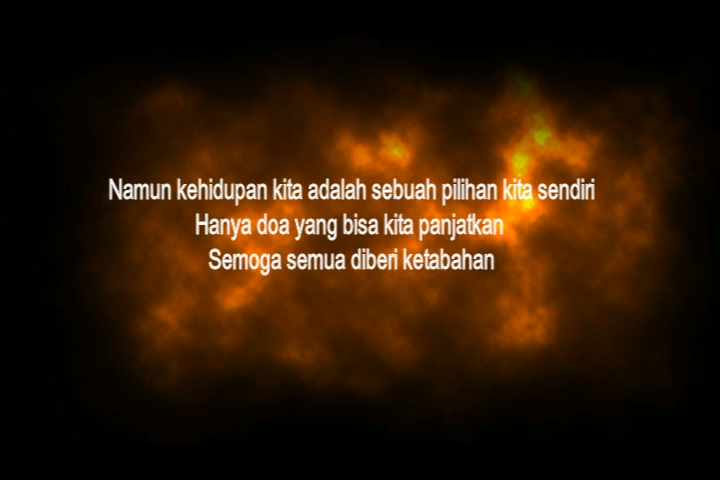 Namun kehidupan kita adalah sebuah pilihan kita sendiri
Hanya doa yang bisa kita panjatkan
Semoga semua diberi ketabahan